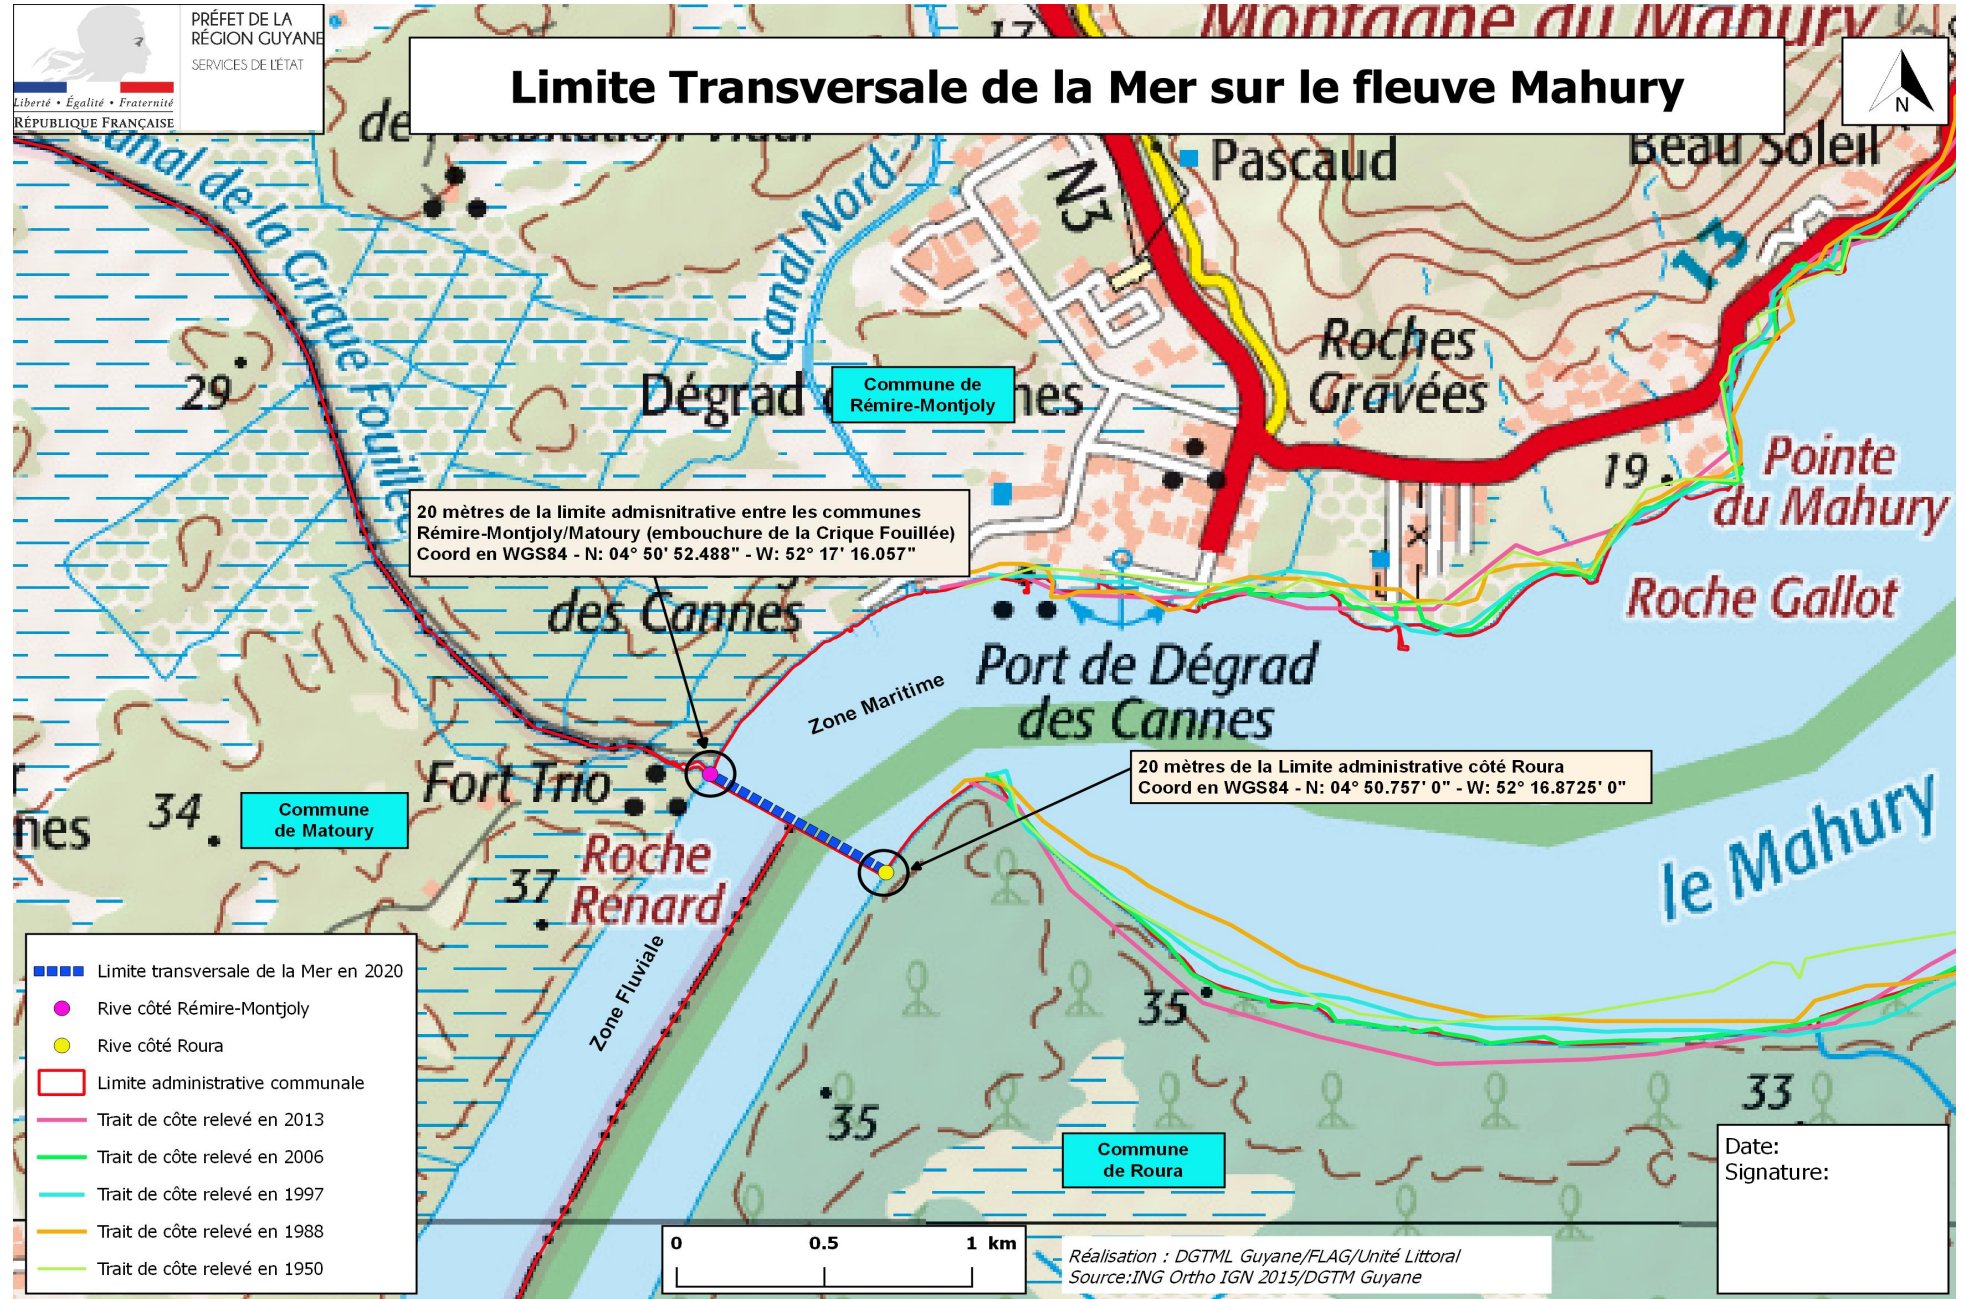 PRÉFET DE LA
RÉGION GUYANE
SERVICES DE L'ÉTAT
Liberté • Égalité • Fraternité
RÉPUBLIQUE FRANÇAISE
Limite Transversale de la Mer sur le fleuve Mahury
N
Montagne du Mahury
17
Canal de la Crique Fouillée
Canal Nord-
N3
Pascaud
Beau Soleil
13
29
Dégrad
nes
Commune de
Rémire-Montjoly
Roches
Gravées
19
Pointe
du Mahury
Roche Gallot
20 mètres de la limite admisnitrative entre les communes
Rémire-Montjoly/Matoury (embouchure de la Crique Fouillée)
Coord en WGS84 - N: 04° 50' 52.488" - W: 52° 17' 16.057"
des Cannes
Port de Dégrad
des Cannes
Zone Maritime
20 mètres de la Limite administrative côté Roura
Coord en WGS84 - N: 04° 50.757' 0" - W: 52° 16.8725' 0"
Fort Trio
nes
34
Commune
de Matoury
37
Roche
Renard
le Mahury
Zone Fluviale
35
35
33
Commune
de Roura
Limite transversale de la Mer en 2020
Rive côté Rémire-Montjoly
Rive côté Roura
Limite administrative communale
Trait de côte relevé en 2013
Trait de côte relevé en 2006
Trait de côte relevé en 1997
Trait de côte relevé en 1988
Trait de côte relevé en 1950
0 0.5 1 km
Réalisation : DGTML Guyane/FLAG/Unité Littoral
Source:ING Ortho IGN 2015/DGTM Guyane
Date:
Signature: